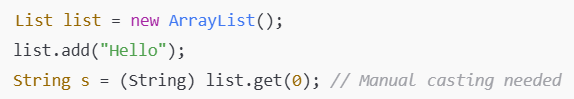 List list = new ArrayList();
list.add("Hello");
String s = (String) list.get(0); // Manual casting needed